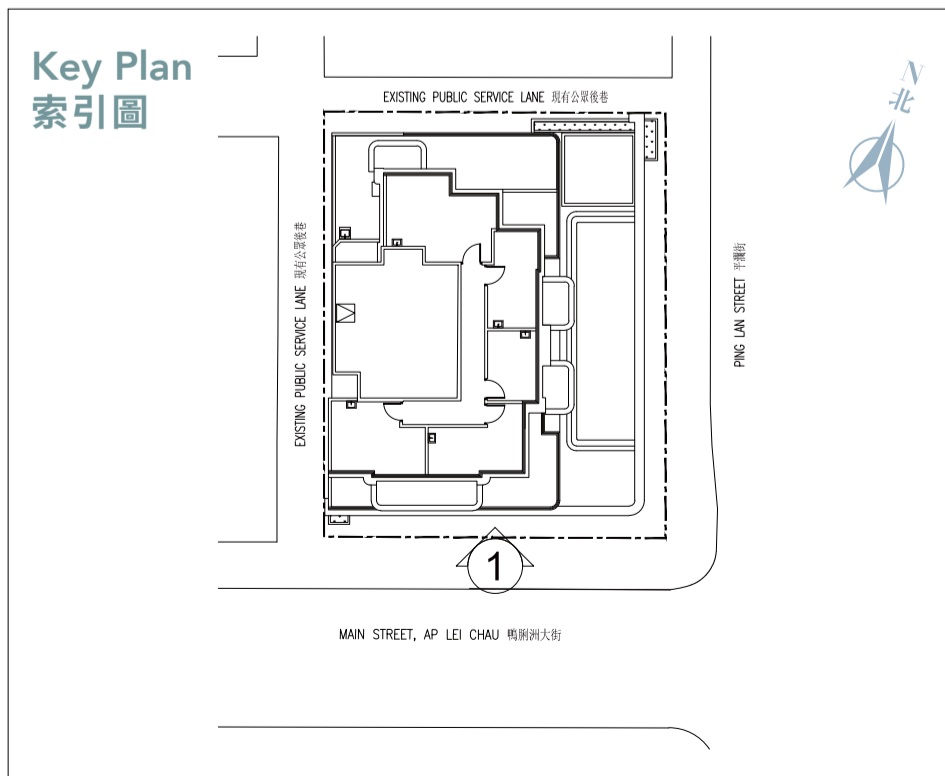 Key Plan
索引圖
N
北
EXISTING PUBLIC SERVICE LANE 現有公眾後巷
EXISTING PUBLIC SERVICE LANE 現有公眾後巷
PING LAN STREET 平瀾街
1
MAIN STREET, AP LEI CHAU 鴨脷洲大街